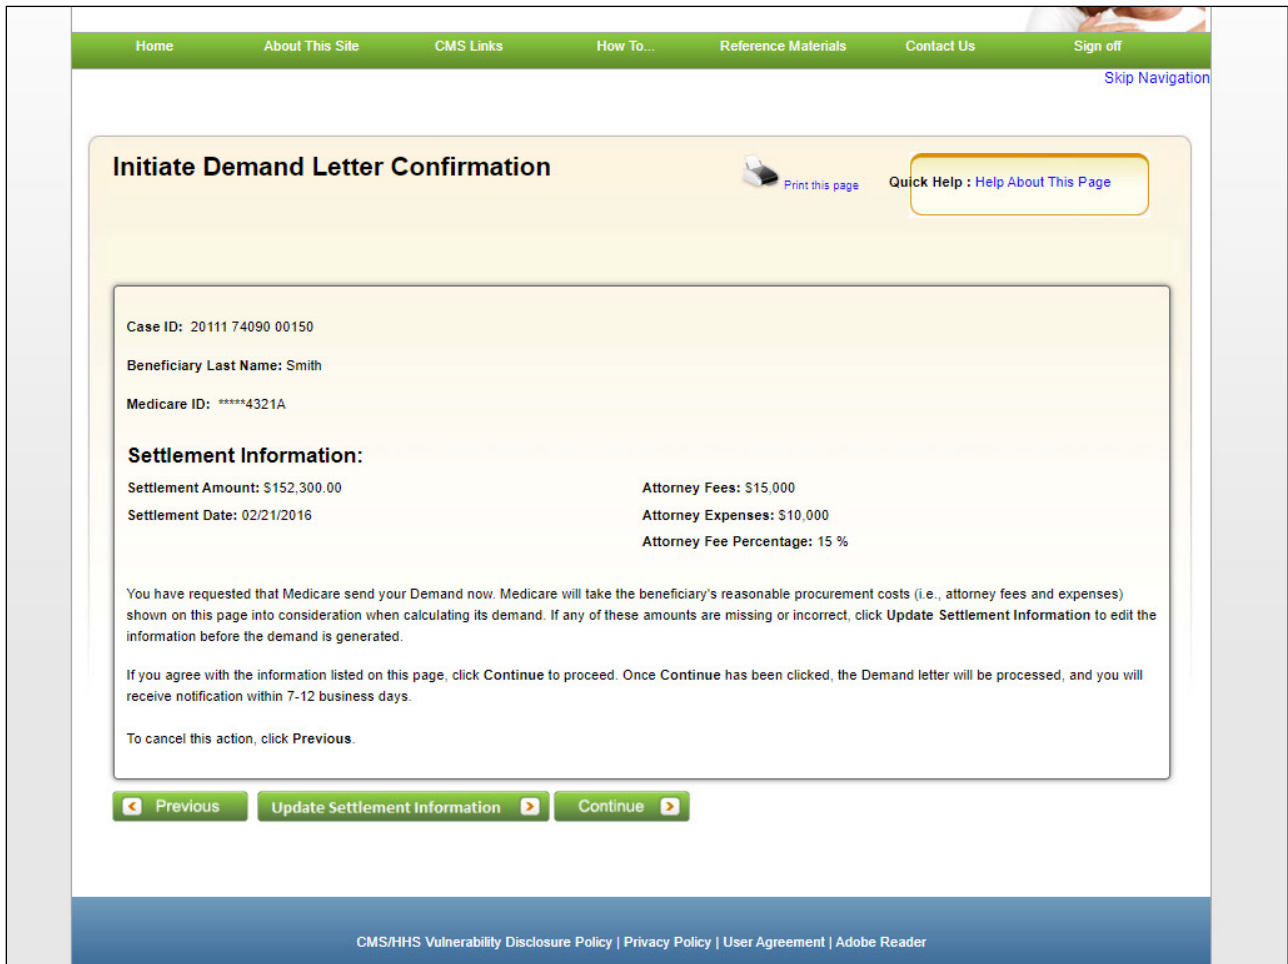 Home About This Site CMS Links How To... Reference Materials Contact Us Sign off
Skip Navigation
Initiate Demand Letter Confirmation
Print this page
Quick Help : Help About This Page
Case ID: 20111 74090 00150
Beneficiary Last Name: Smith
Medicare ID: *****4321A
Settlement Information:
Settlement Amount: $152,300.00 Attorney Fees: $15,000
Settlement Date: 02/21/2016 Attorney Expenses: $10,000
Attorney Fee Percentage: 15 %
You have requested that Medicare send your Demand now. Medicare will take the beneficiary's reasonable procurement costs (i.e., attorney fees and expenses)
shown on this page into consideration when calculating its demand. If any of these amounts are missing or incorrect, click Update Settlement Information to edit the
information before the demand is generated.
If you agree with the information listed on this page, click Continue to proceed. Once Continue has been clicked, the Demand letter will be processed, and you will
receive notification within 7-12 business days.
To cancel this action, click Previous.
Previous Update Settlement Information Continue
CMS/HHS Vulnerability Disclosure Policy | Privacy Policy | User Agreement | Adobe Reader